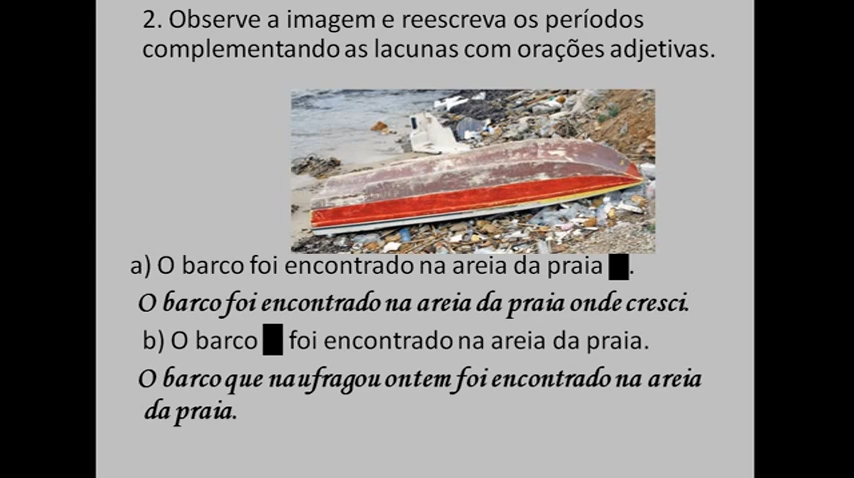 2. Observe a imagem e reescreva os períodos
complementando as lacunas com orações adjetivas.
a) O barco foi encontrado na areia da praia █.
O barco foi encontrado na areia da praia onde cresci.
b) O barco █ foi encontrado na areia da praia.
O barco que naufragou ontem foi encontrado na areia
da praia.